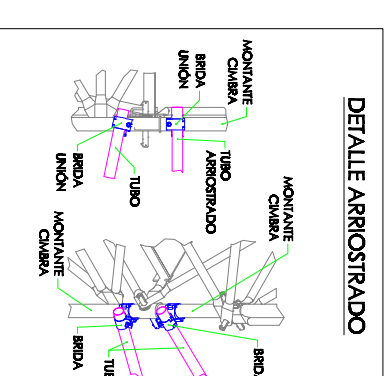 DETALLE ARRIOSTRADO
MONTANTE
CIMBRA
BRIDA
UNIÓN
TUBO
ARRIOSTRADO
BRIDA
UNIÓN
TUBO
MONTANTE
CIMBRA
MONTANTE
CIMBRA
BRIDA